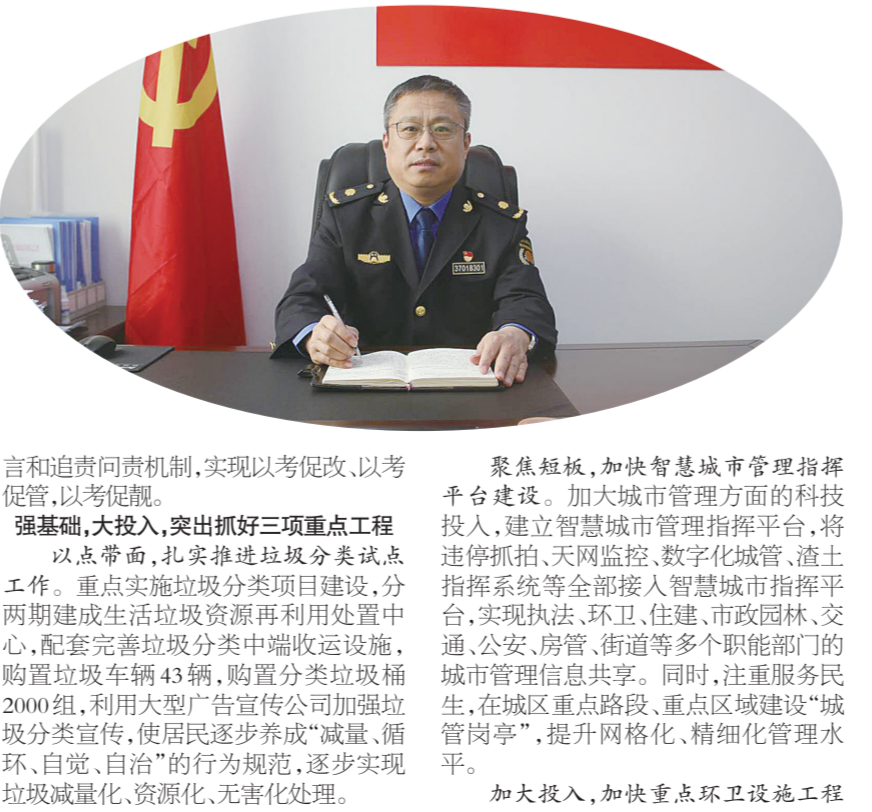 37018301
言和追责问责机制,实现以考促改、以考
促管,以考促靓。
强基础,大投入,突出抓好三项重点工程
以点带面,扎实推进垃圾分类试点
工作。重点实施垃圾分类项目建设,分
两期建成生活垃圾资源再利用处置中
心,配套完善垃圾分类中端收运设施,
购置垃圾车辆43辆,购置分类垃圾桶
2000组,利用大型广告宣传公司加强垃
圾分类宣传,使居民逐步养成“减量、循
环、自觉、自治”的行为规范,逐步实现
垃圾减量化、资源化、无害化处理。
聚焦短板,加快智慧城市管理指挥
平台建设。加大城市管理方面的科技
投入,建立智慧城市管理指挥平台,将
违停抓拍、天网监控、数字化城管、渣土
指挥系统等全部接入智慧城市指挥平
台,实现执法、环卫、住建、市政园林、交
通、公安、房管、街道等多个职能部门的
城市管理信息共享。同时,注重服务民
生,在城区重点路段、重点区域建设“城
管岗亭”,提升网格化、精细化管理水
平。
加大投入,加快重点环卫设施工程